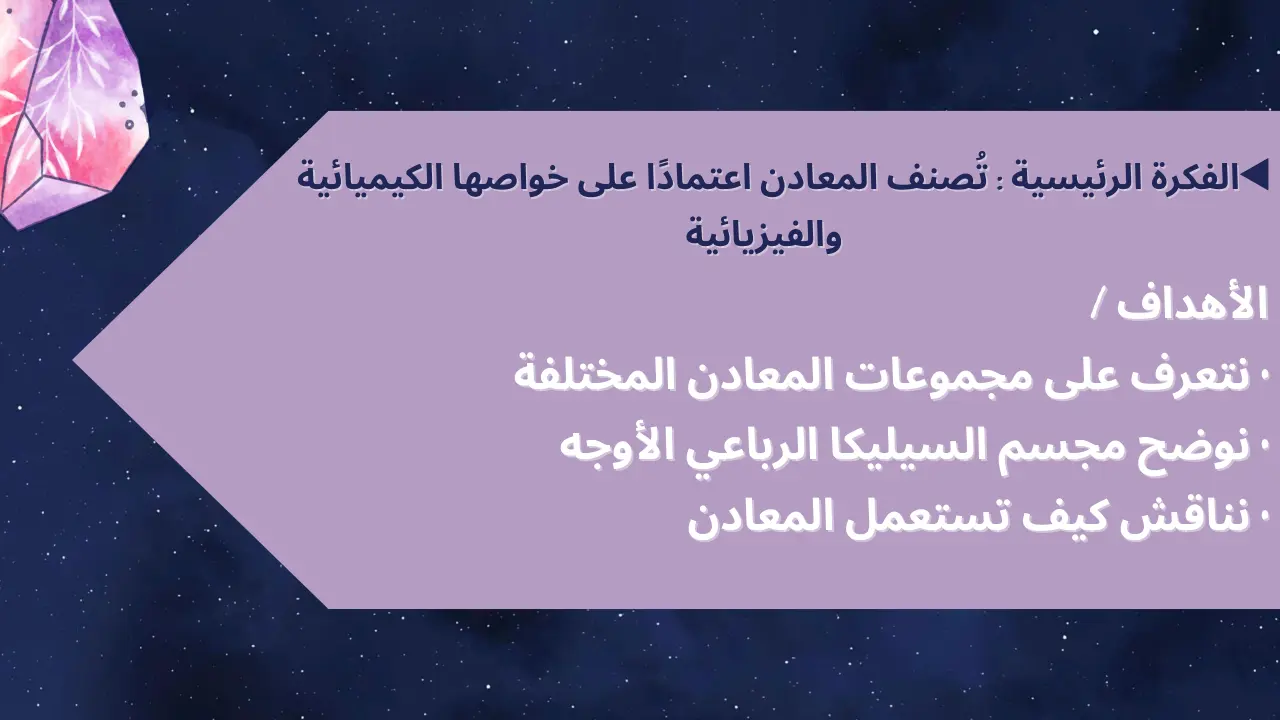 ◀الفكرة الرئيسية : تُصنف المعادن اعتمادًا على خواصها الكيميائية
والفيزيائية
الأهداف /
· نتعرف على مجموعات المعادن المختلفة
· نوضح مجسم السيليكا الرباعي الأوجه
· نناقش كيف تستعمل المعادن